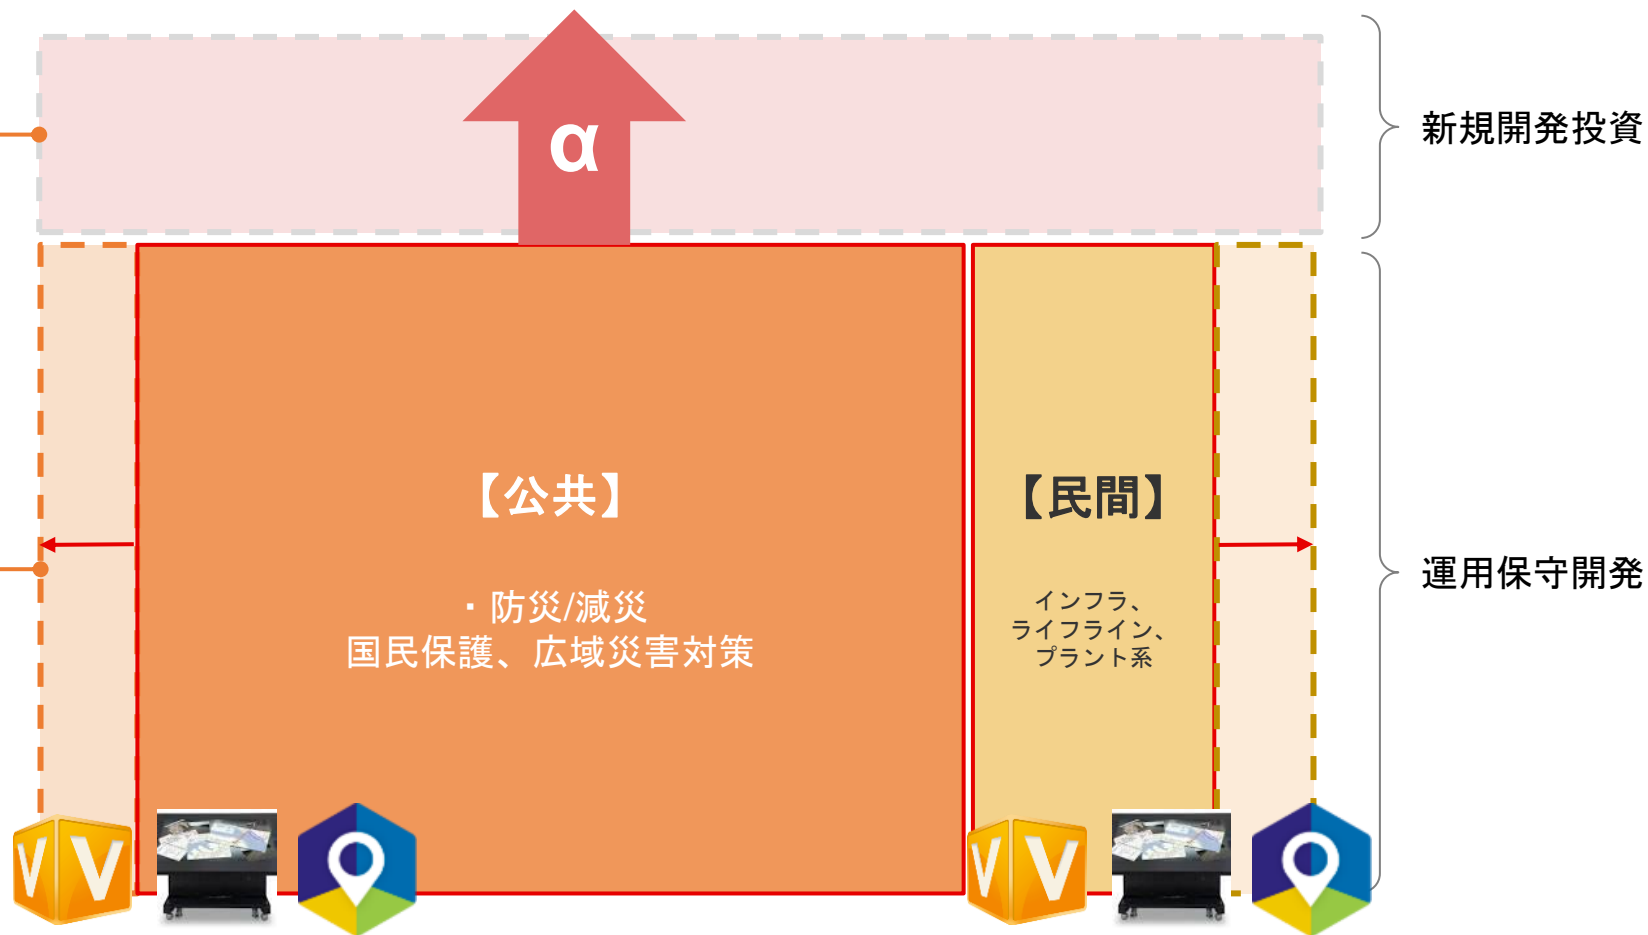 α
新規開発投資
【公共】
・防災/減災
国民保護、広域災害対策
【民間】
インフラ、
ライフライン、
プラント系
運用保守開発
V V
V V